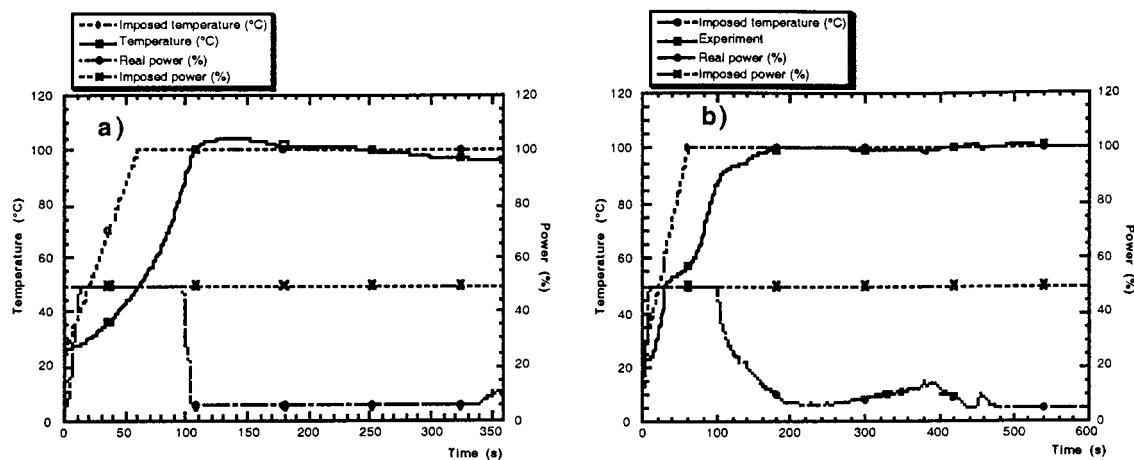 Imposed temperature (°C)
Temperature (°C)
Real power (%)
Imposed power (%)
a)
120
100
80
60
40
20
0
Temperature (°C)
0 50 100 150 200 250 300 350
Time (s)
120
100
80
60
40
20
0
Power (%)
Imposed temperature (°C)
Experiment
Real power (%)
Imposed power (%)
b)
120
100
80
60
40
20
0
Temperature (°C)
0 100 200 300 400 500 600
Time (s)
120
100
80
60
40
20
0
Power (%)